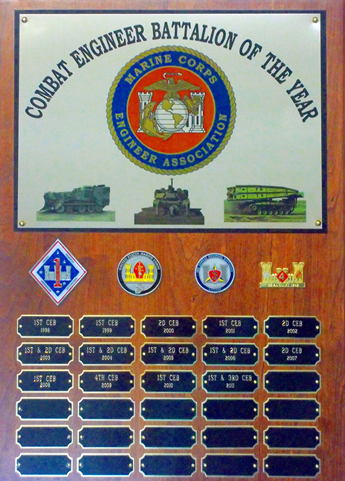 COMBAT ENGINEER BATTALION OF THE YEAR
MARINE CORPS
ENGINEER ASSOCIATION
1
4
1ST CEB
1998
1ST CEB
1999
2D CEB
2000
1ST CEB
2001
2D CEB
2002
1ST & 2D CEB
2003
1ST & 2D CEB
2004
1ST & 2D CEB
2005
1ST & 2D CEB
2006
2D CEB
2007
1ST CEB
2008
4TH CEB
2009
1ST CEB
2010
1ST & 3RD CEB